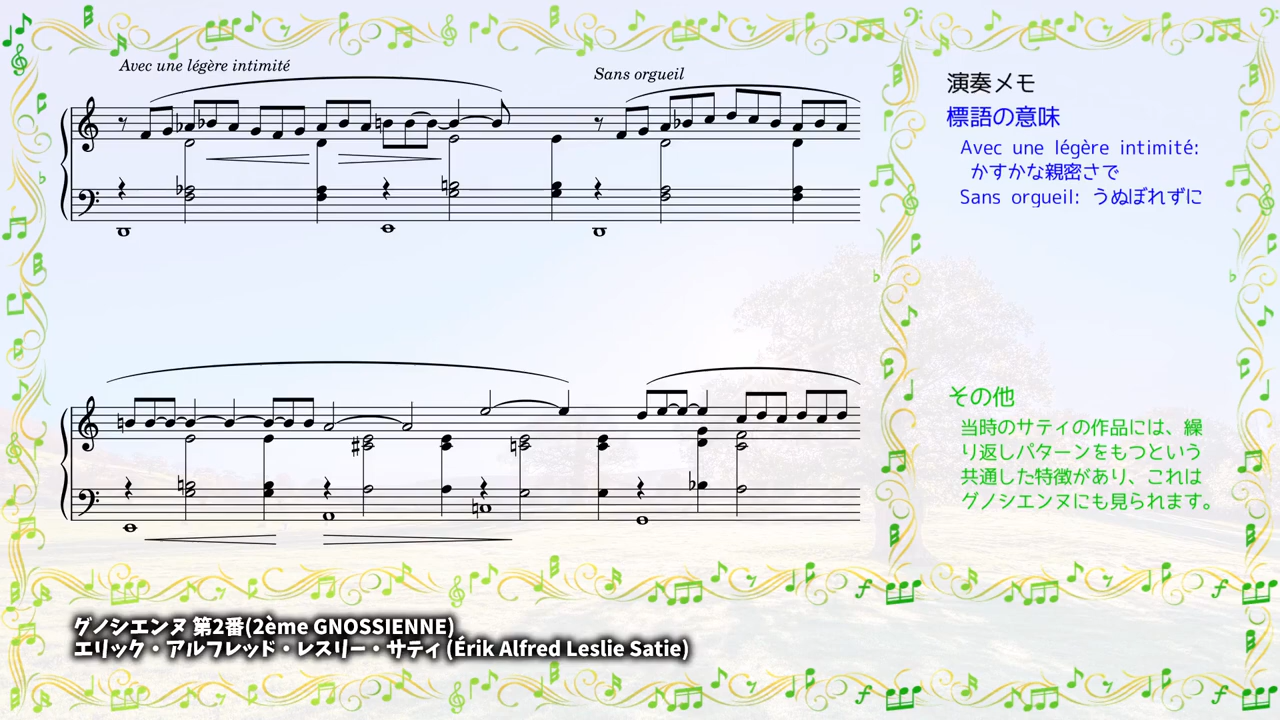 Avec une légère intimité
Sans orgueil
演奏メモ
標語の意味
Avec une légère intimité:
かすかな親密さで
Sans orgueil: うぬぼれずに
その他
当時のサティの作品には、繰
り返しパターンをもつという
共通した特徴があり、これは
グノシエンヌにも見られます。
グノシエンヌ 第2番(2ème GNOSSIENNE)
エリック・アルフレッド・レスリー・サティ (Érik Alfred Leslie Satie)